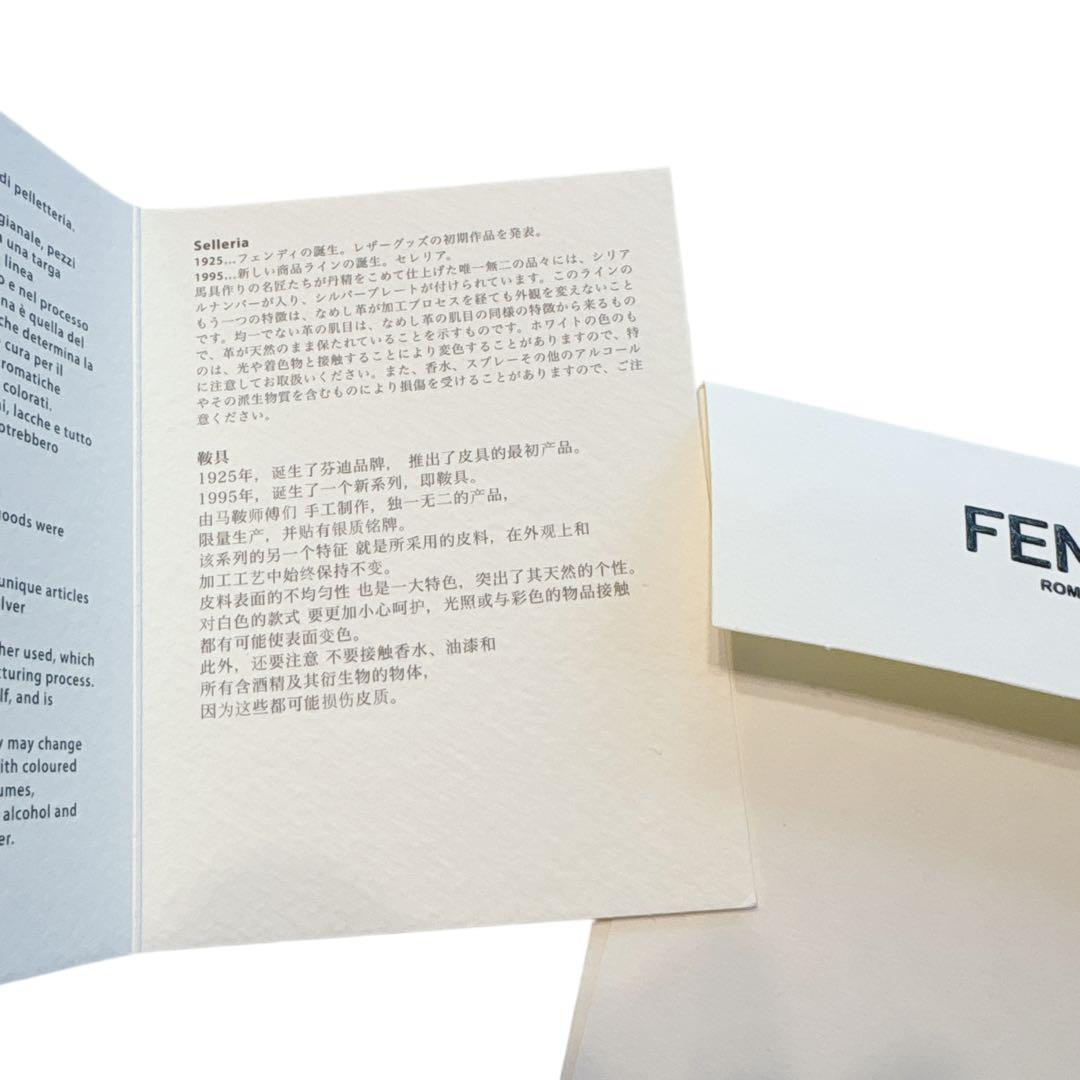 di pelletteria.
gianale, pezzi
una targa
linea
o e nel processo
na è quella del
che determina la
cura per il
romatiche
colorati.
ni, lacche e tutto
potrebbero
goods were
unique articles
lver
her used, which
cturing process.
lf, and is
y may change
ith coloured
umes,
alcohol and
er.
Selleria
1925...フェンディの誕生。レザーグッズの初期作品を発表。
1995...新しい商品ラインの誕生。セレリア。
馬具作りの名匠たちが丹精をこめて仕上げた唯一無二の品々には、シリア
ルナンバーが入り、シルバープレートが付けられています。このラインの
もう一つの特徴は、なめし革が加工プロセスを経ても外観を変えないこと
です。均一でない革の肌目は、なめし革の肌目の同様の特徴から来るもの
で、革が天然のまま保たれていることを示すものです。ホワイトの色のも
のは、光や着色物と接触することにより変色することがありますので、特
に注意してお取扱いください。また、香水、スプレーその他のアルコール
やその派生物質を含むものにより損傷を受けることがありますので、ご注
意ください。
鞍具
1925年，诞生了芬迪品牌， 推出了皮具的最初产品。
1995年，诞生了一个新系列，即鞍具。
由马鞍师傅们 手工制作，独一无二的产品，
限量生产，并贴有银质铭牌。
该系列的另一个特征 就是所采用的皮料，在外观上和
加工工艺中始终保持不变。
皮料表面的不均匀性 也是一大特色，突出了其天然的个性。
对白色的款式 要更加小心呵护，光照或与彩色的物品接触
都有可能使表面变色。
此外，还要注意 不要接触香水、油漆和
所有含酒精及其衍生物的物体，
因为这些都可能损伤皮质。
FEN
ROM